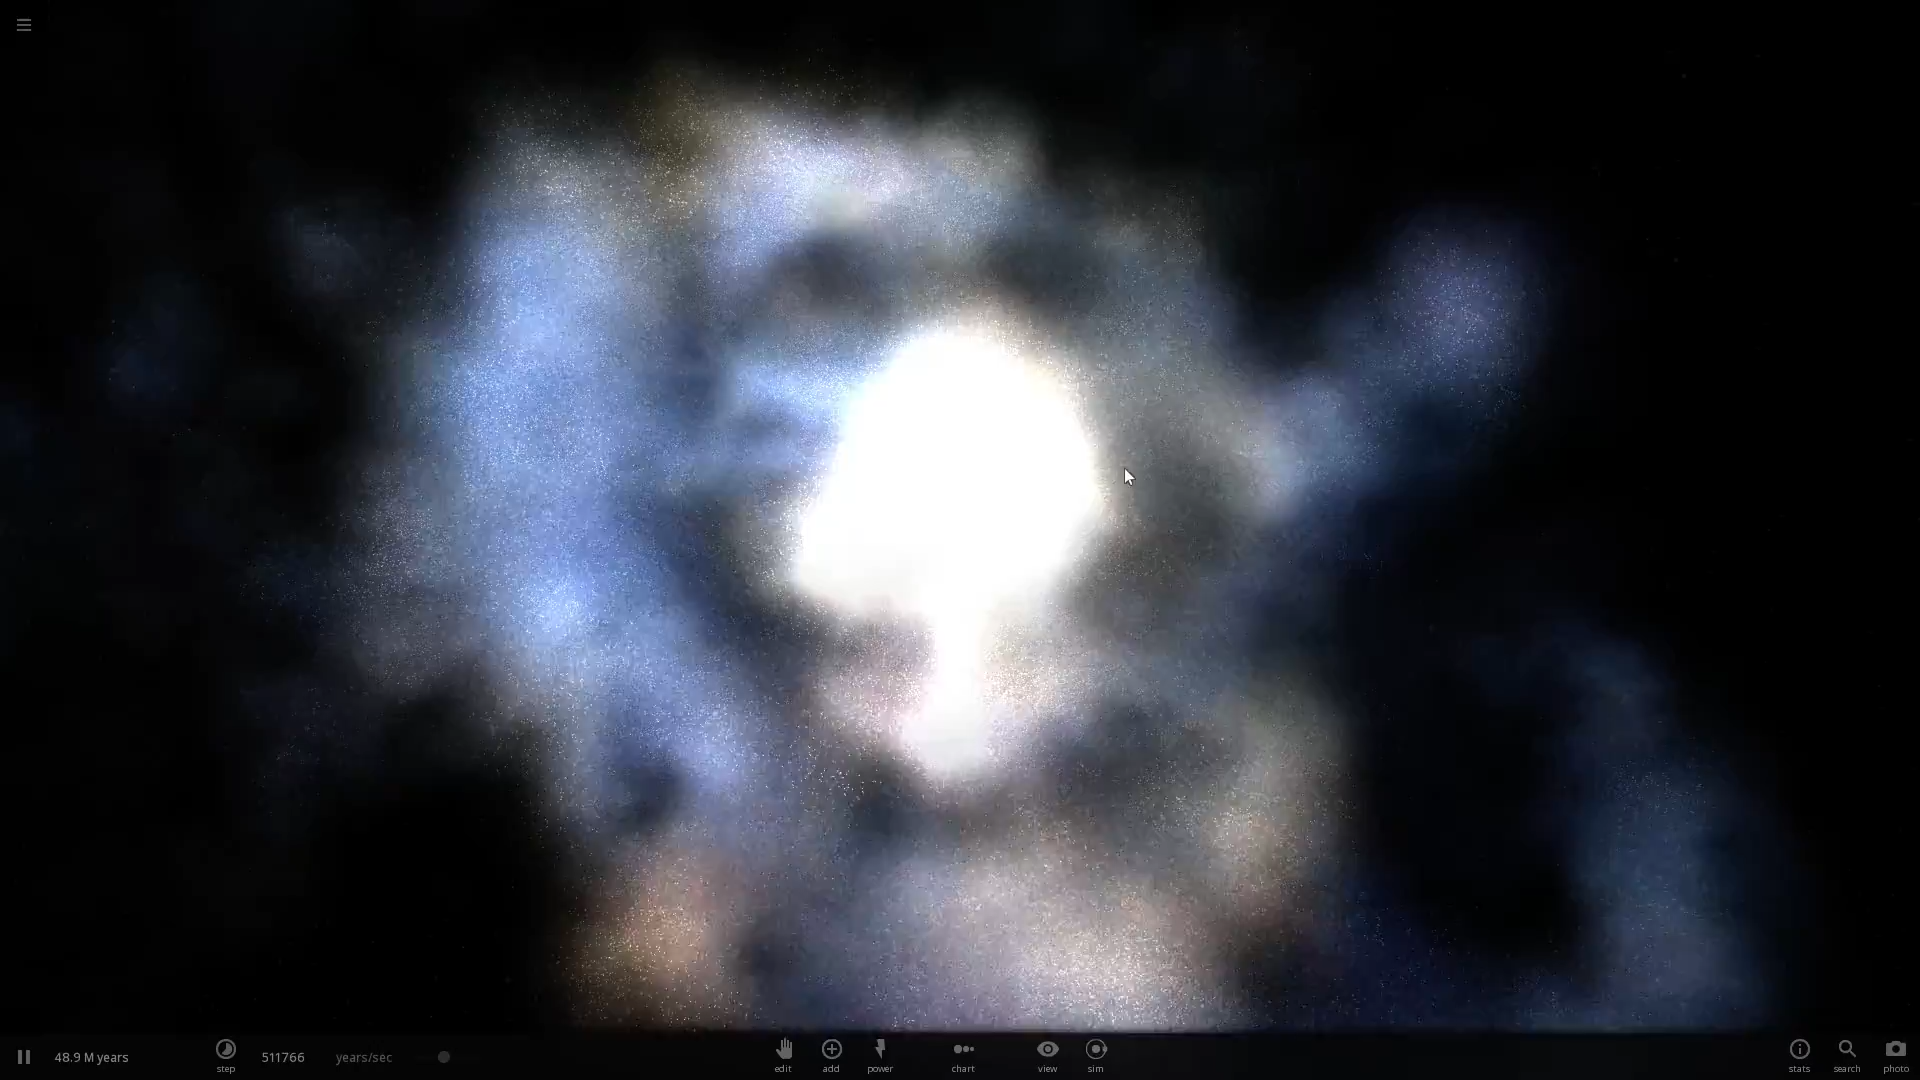 48.9 M years
step
511766 years/sec
edit
add
power
chart
view
sim
stats
search
photo